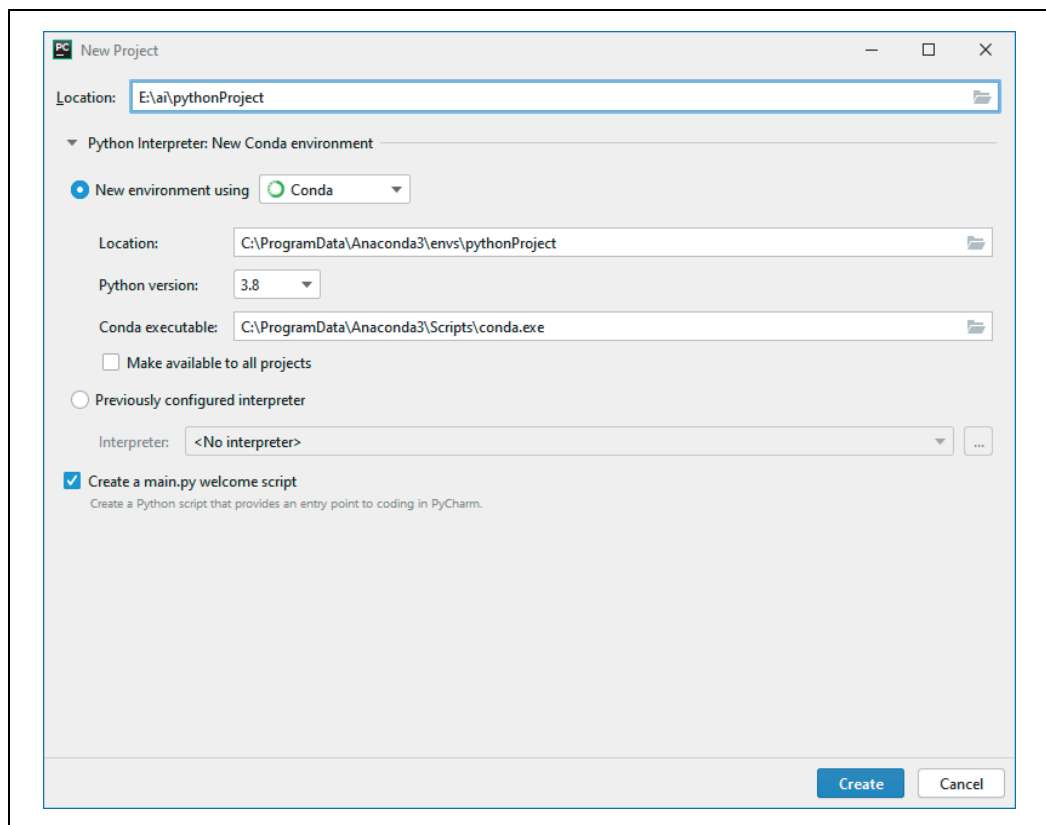 PC New Project
Location: E:\ai\pythonProject
Python Interpreter: New Conda environment
New environment using Conda
Location: C:\ProgramData\Anaconda3\envs\pythonProject
Python version: 3.8
Conda executable: C:\ProgramData\Anaconda3\Scripts\conda.exe
Make available to all projects
Previously configured interpreter
Interpreter: <No interpreter> ...
Create a main.py welcome script
Create a Python script that provides an entry point to coding in PyCharm.
Create Cancel